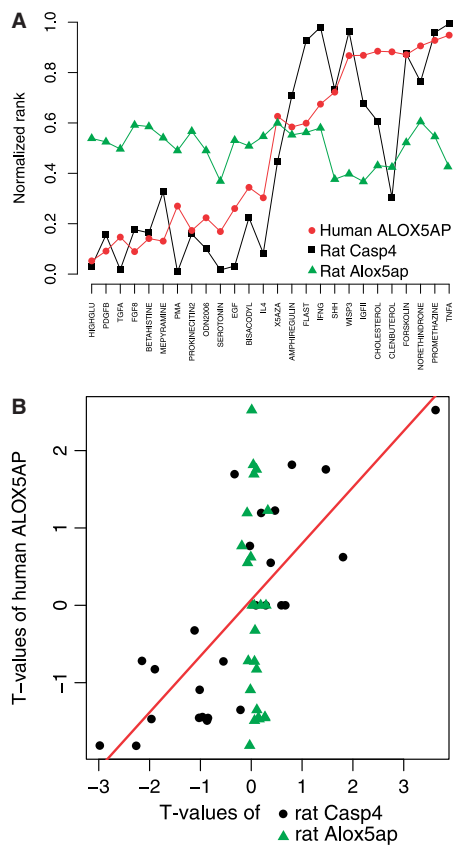 A
Normalized rank
1.0
0.8
0.6
0.4
0.2
0.0
Human ALOX5AP
Rat Casp4
Rat Alox5ap
HIGHGLU
PDGFB
TGFA
FGF8
BETAHISTINE
MEPYRAMINE
PMA
PROKINECITIN2
ODN2006
SEROTONIN
EGF
BISACODYL
IL4
X5AZA
AMPHIREGULIN
FLAST
IFNG
SHH
WISP3
IGFII
CHOLESTEROL
CLENBUTEROL
FORSKOLIN
NORETHINDRONE
PROMETHAZINE
TNFA
B
T-values of human ALOX5AP
2
1
0
−1
−3 −2 −1 0 1 2 3
T-values of
rat Casp4
rat Alox5ap